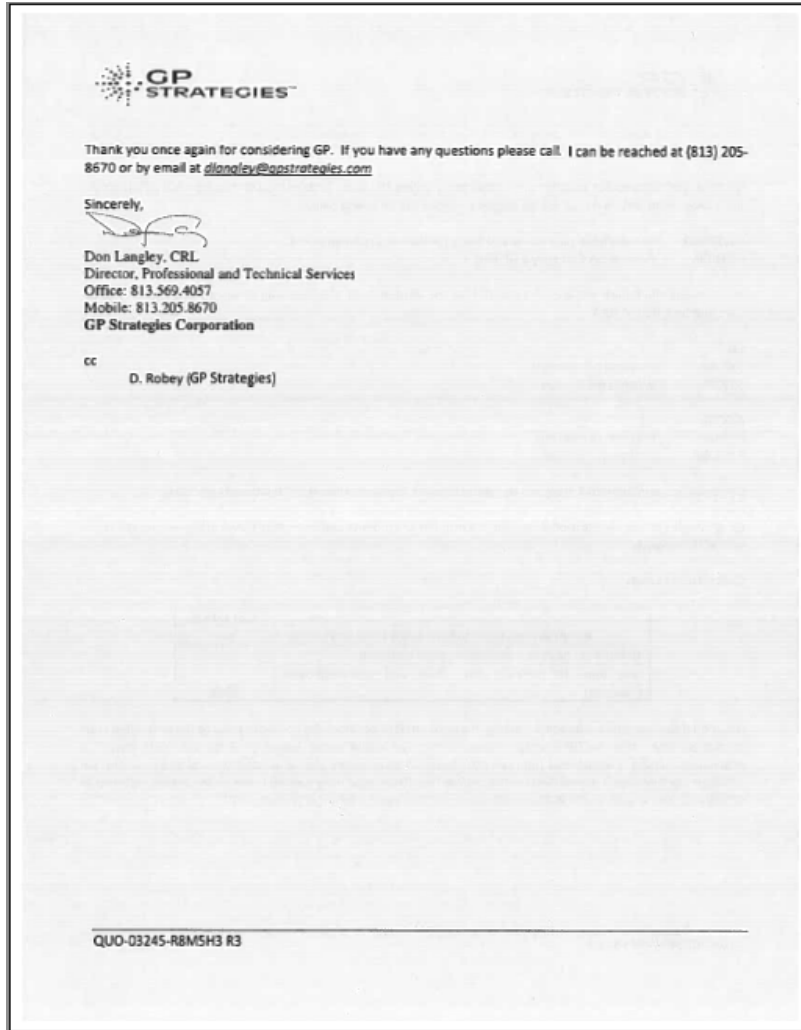 GP
STRATEGIES™
Thank you once again for considering GP. If you have any questions please call. I can be reached at (813) 205-
8670 or by email at dlangley@gpstrategies.com
Sincerely,
Don Langley, CRL
Director, Professional and Technical Services
Office: 813.569.4057
Mobile: 813.205.8670
GP Strategies Corporation
cc
D. Robey (GP Strategies)
QUO-03245-R8M5H3 R3